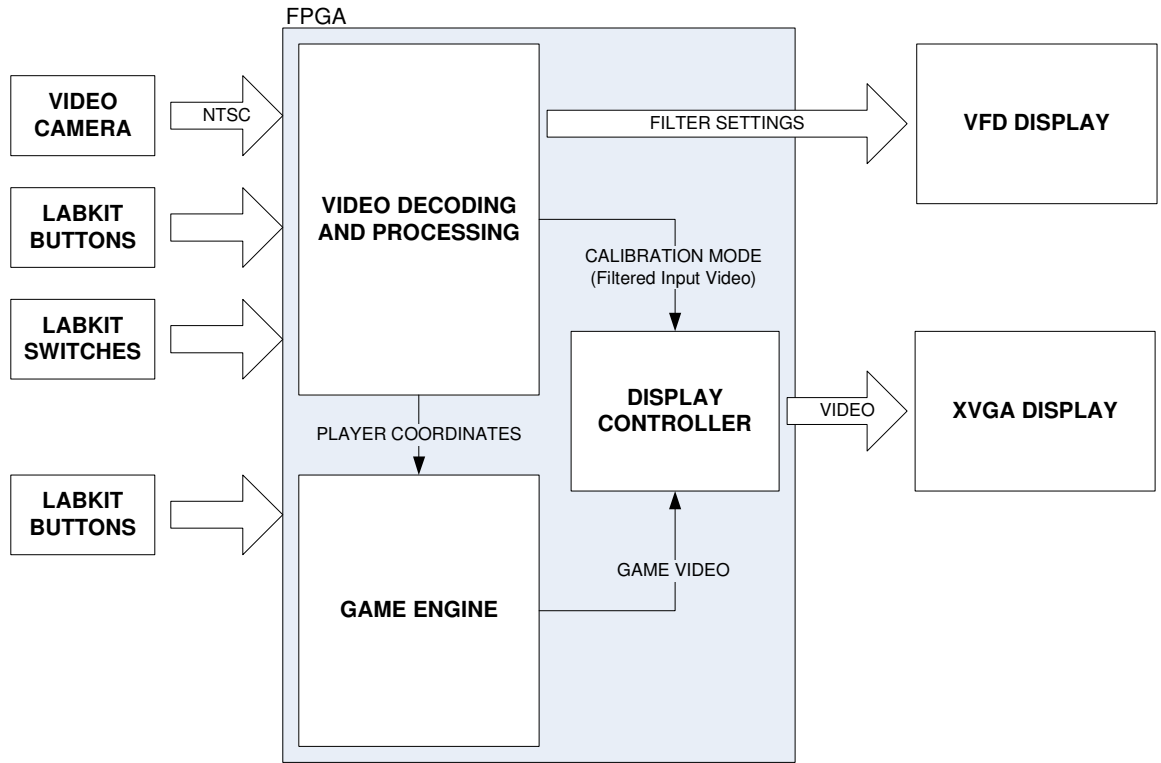 FPGA
VIDEO
CAMERA
NTSC
LABKIT
BUTTONS
LABKIT
SWITCHES
LABKIT
BUTTONS
VIDEO DECODING
AND PROCESSING
FILTER SETTINGS
VFD DISPLAY
CALIBRATION MODE
(Filtered Input Video)
DISPLAY
CONTROLLER
VIDEO
XVGA DISPLAY
PLAYER COORDINATES
GAME ENGINE
GAME VIDEO